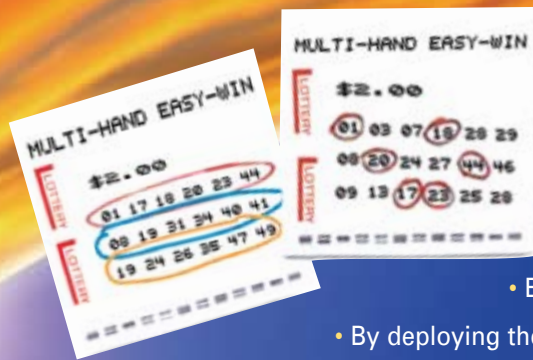 MULTI-HAND EASY-WIN
$2.00
LOTTERY
LOTTERY
01 17 18 20 23 44
08 19 31 34 40 41
19 24 26 35 47 49
MULTI-HAND EASY-WIN
$2.00
LOTTERY
LOTTERY
01 03 07 18 28 29
08 20 24 27 44 46
09 13 17 23 25 28
• By deploying the